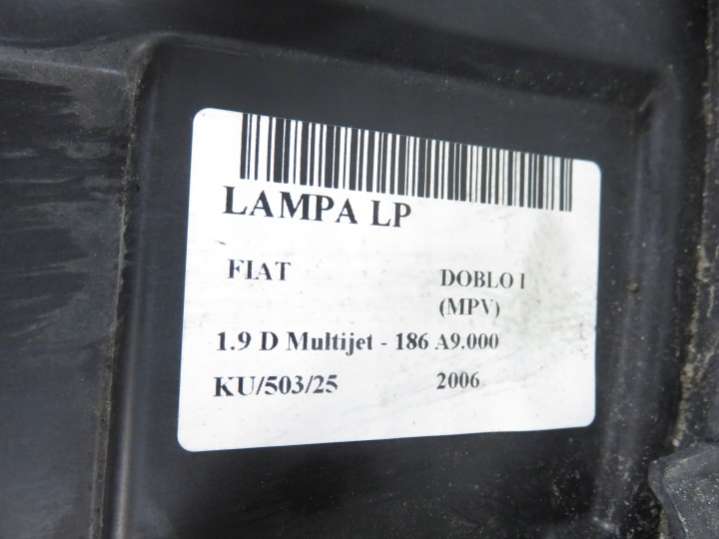 LAMPA LP
FIAT DOBLO I
(MPV)
1.9 D Multijet - 186 A9.000
KU/503/25 2006